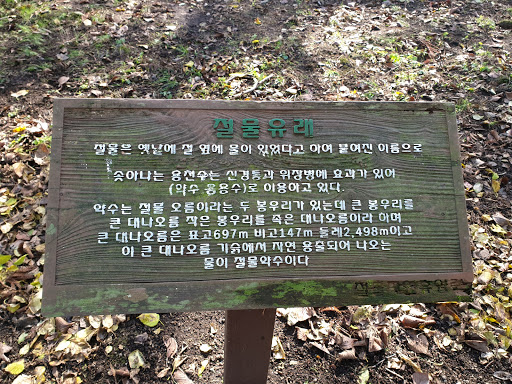 절물유래
절물은 옛날에 절 옆에 물이 있었다고 하여 붙여진 이름으로
솟아나는 용천수는 신경통과 위장병에 효과가 있어
(약수 음용수)로 이용하고 있다.
약수는 절물 오름이라는 두 봉우리가 있는데 큰 봉우리를
큰 대나오름 작은 봉우리를 족은 대나오름이라 하며
큰 대나오름은 표고697m 비고147m 둘레2,498m이고
이 큰 대나오름 기슭에서 자연 용출되어 나오는
물이 절물약수이다